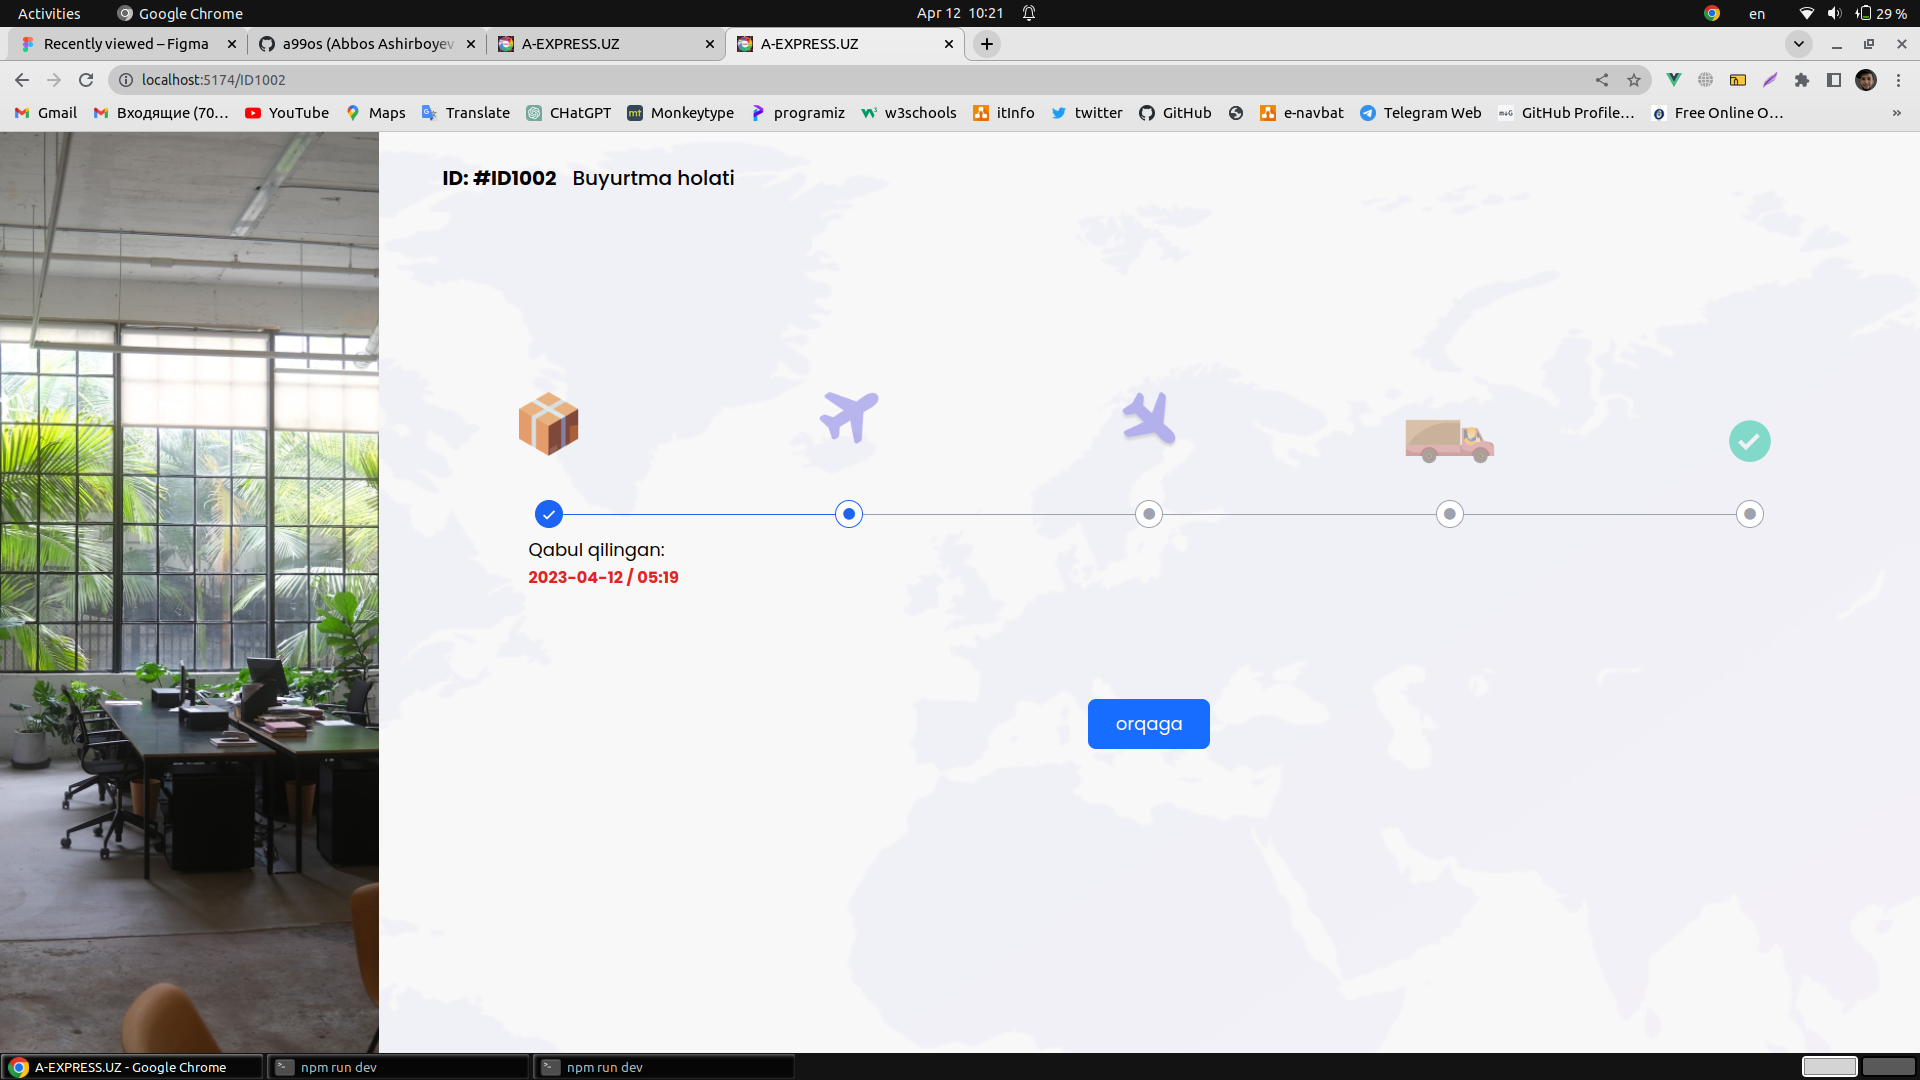 Activities Google Chrome Apr 12 10:21 en 29 %
Recently viewed – Figma a99os (Abbos Ashirboyev A-EXPRESS.UZ A-EXPRESS.UZ
localhost:5174/ID1002
Gmail Входящие (70... YouTube Maps Translate CHatGPT Monkeytype programiz w3schools itInfo twitter GitHub e-navbat Telegram Web GitHub Profile... Free Online O... »
ID: #ID1002 Buyurtma holati
Qabul qilingan:
2023-04-12 / 05:19
orqaga
A-EXPRESS.UZ - Google Chrome npm run dev npm run dev